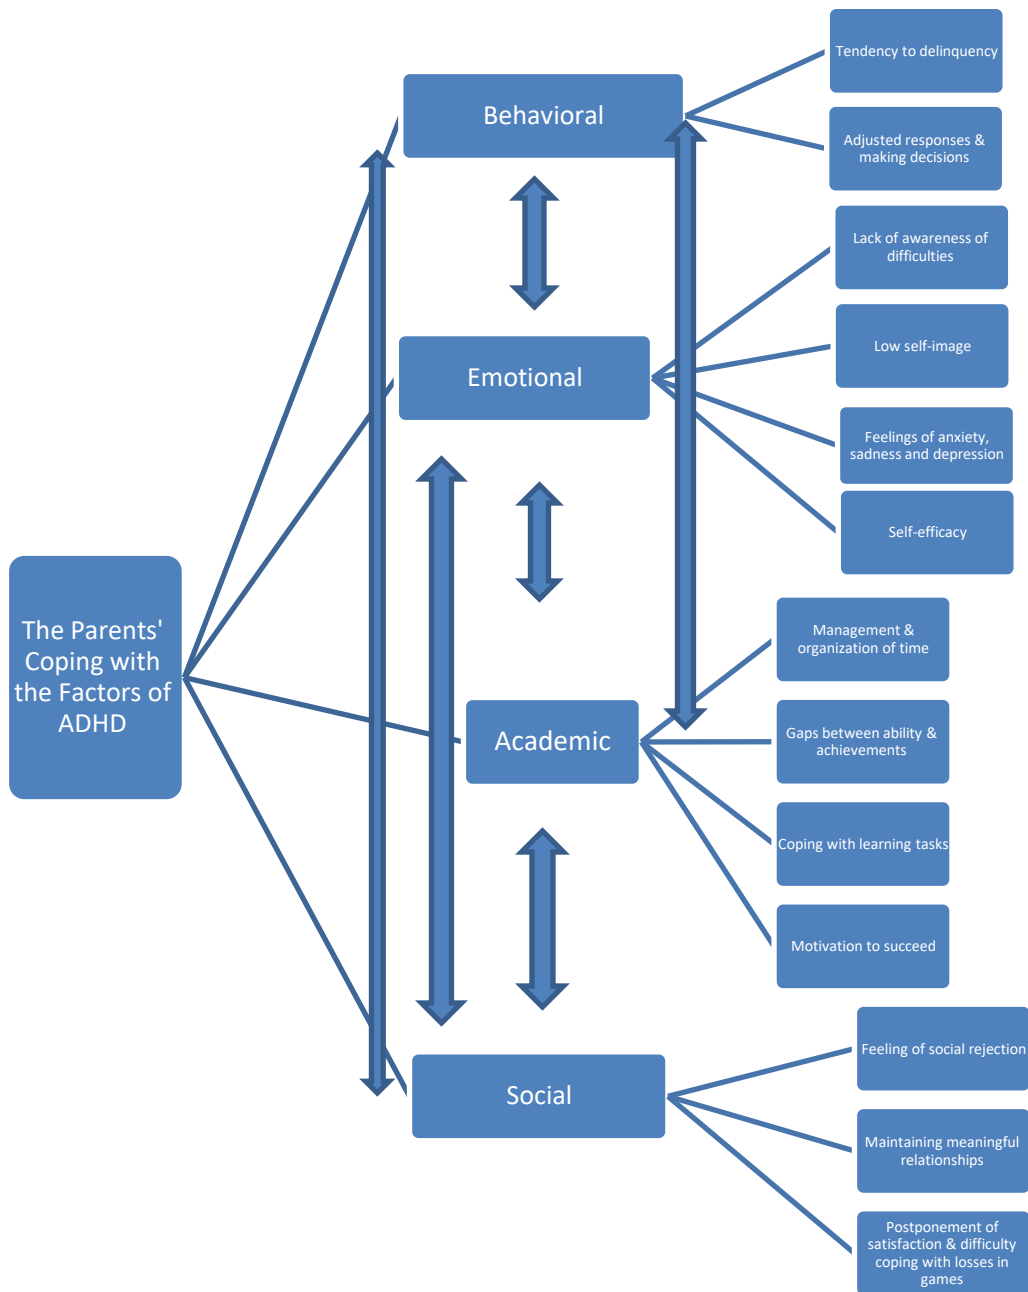 Tendency to delinquency
Behavioral
Adjusted responses &
making decisions
Lack of awareness of
difficulties
Low self-image
Emotional
Feelings of anxiety,
sadness and depression
Self-efficacy
The Parents'
Coping with
the Factors of
ADHD
Management &
organization of time
Academic
Gaps between ability &
achievements
Coping with learning tasks
Motivation to succeed
Feeling of social rejection
Social
Maintaining meaningful
relationships
Postponement of
satisfaction & difficulty
coping with losses in
games